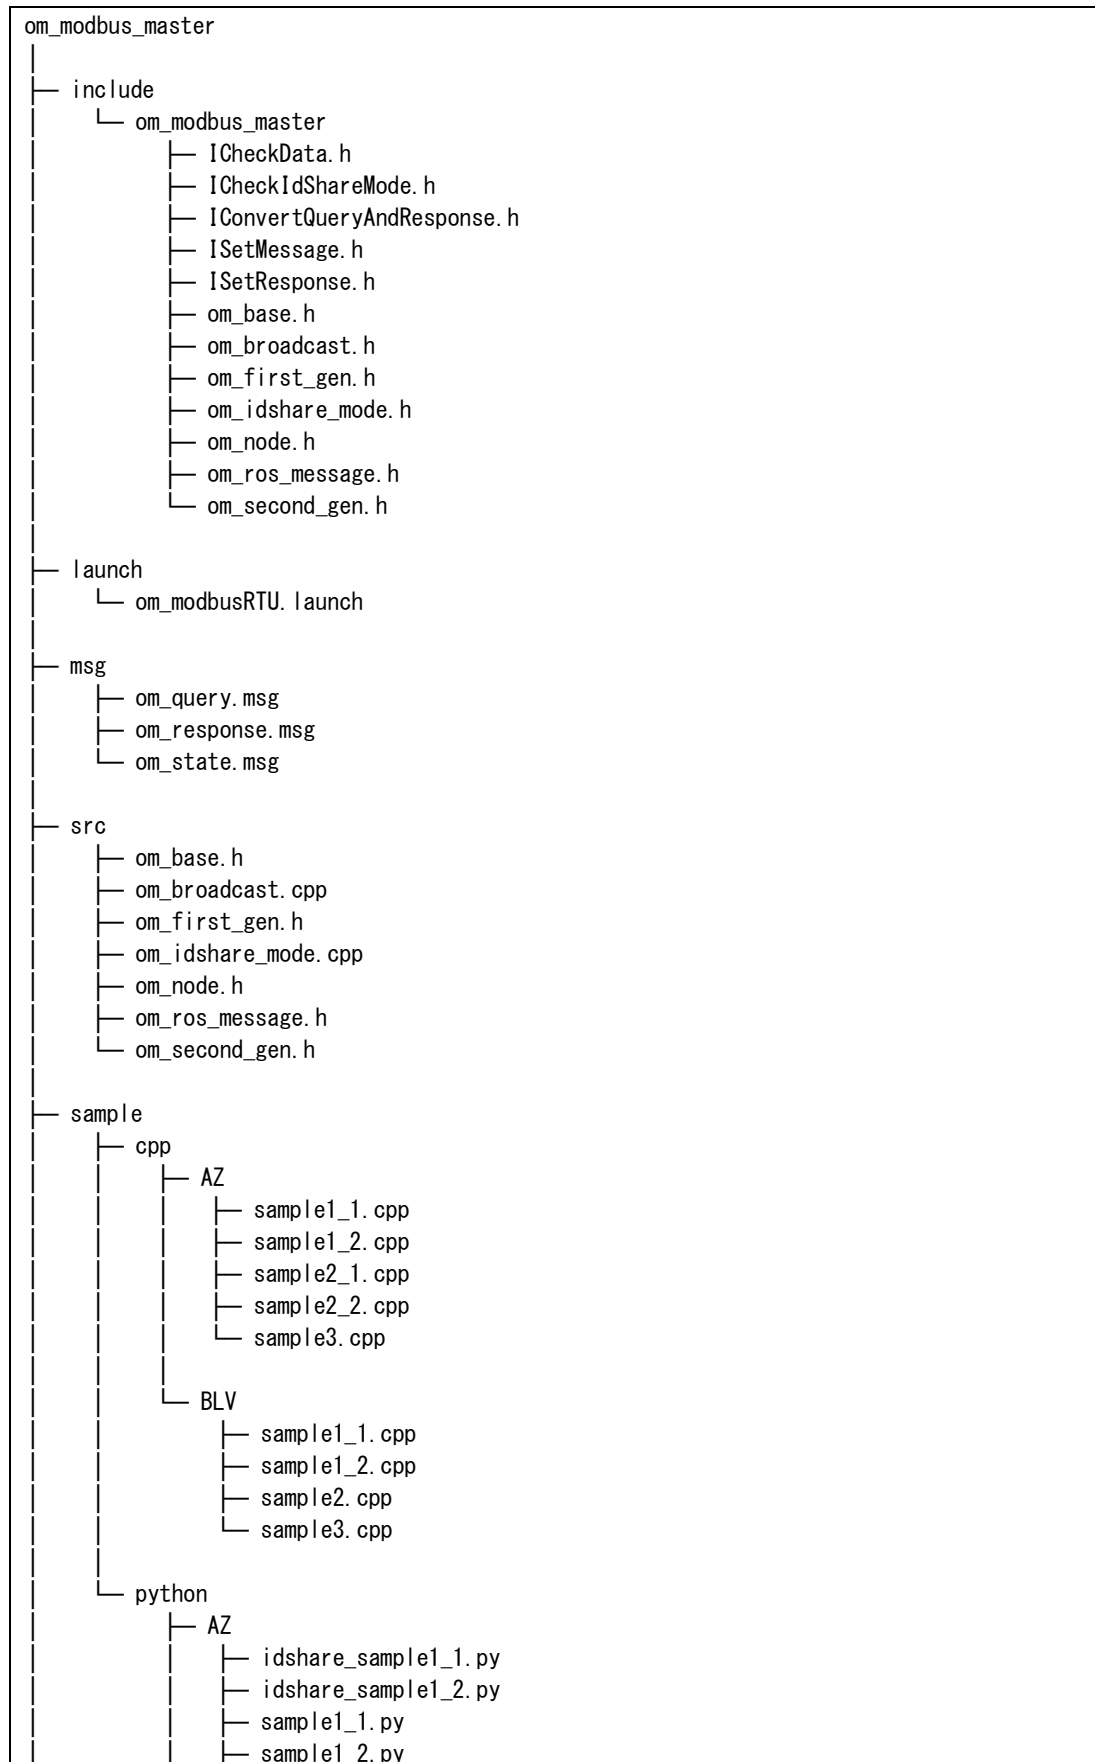 om_modbus_master
include
om_modbus_master
ICheckData.h
ICheckIdShareMode.h
IConvertQueryAndResponse.h
ISetMessage.h
ISetResponse.h
om_base.h
om_broadcast.h
om_first_gen.h
om_idshare_mode.h
om_node.h
om_ros_message.h
om_second_gen.h
launch
om_modbusRTU.launch
msg
om_query.msg
om_response.msg
om_state.msg
src
om_base.h
om_broadcast.cpp
om_first_gen.h
om_idshare_mode.cpp
om_node.h
om_ros_message.h
om_second_gen.h
sample
cpp
AZ
sample1_1.cpp
sample1_2.cpp
sample2_1.cpp
sample2_2.cpp
sample3.cpp
BLV
sample1_1.cpp
sample1_2.cpp
sample2.cpp
sample3.cpp
python
AZ
idshare_sample1_1.py
idshare_sample1_2.py
sample1_1.py
sample1_2.py